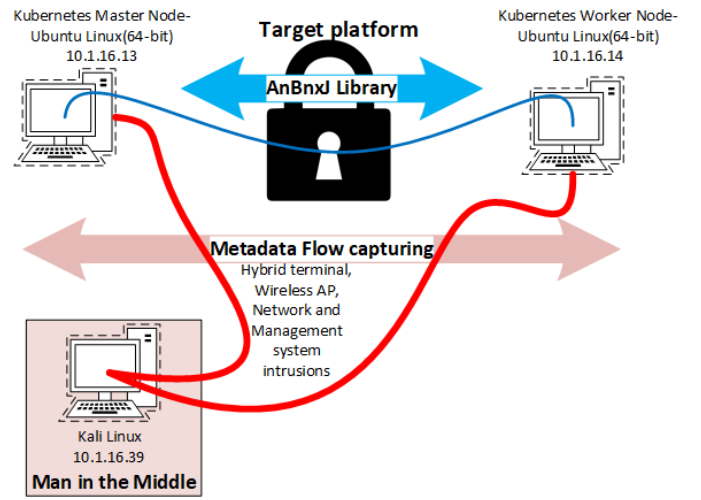 Kubernetes Master Node-
Ubuntu Linux(64-bit)
10.1.16.13
Target platform
Kubernetes Worker Node-
Ubuntu Linux(64-bit)
10.1.16.14
AnBnxJ Library
Metadata Flow capturing
Hybrid terminal,
Wireless AP,
Network and
Management
system
intrusions
Kali Linux
10.1.16.39
Man in the Middle